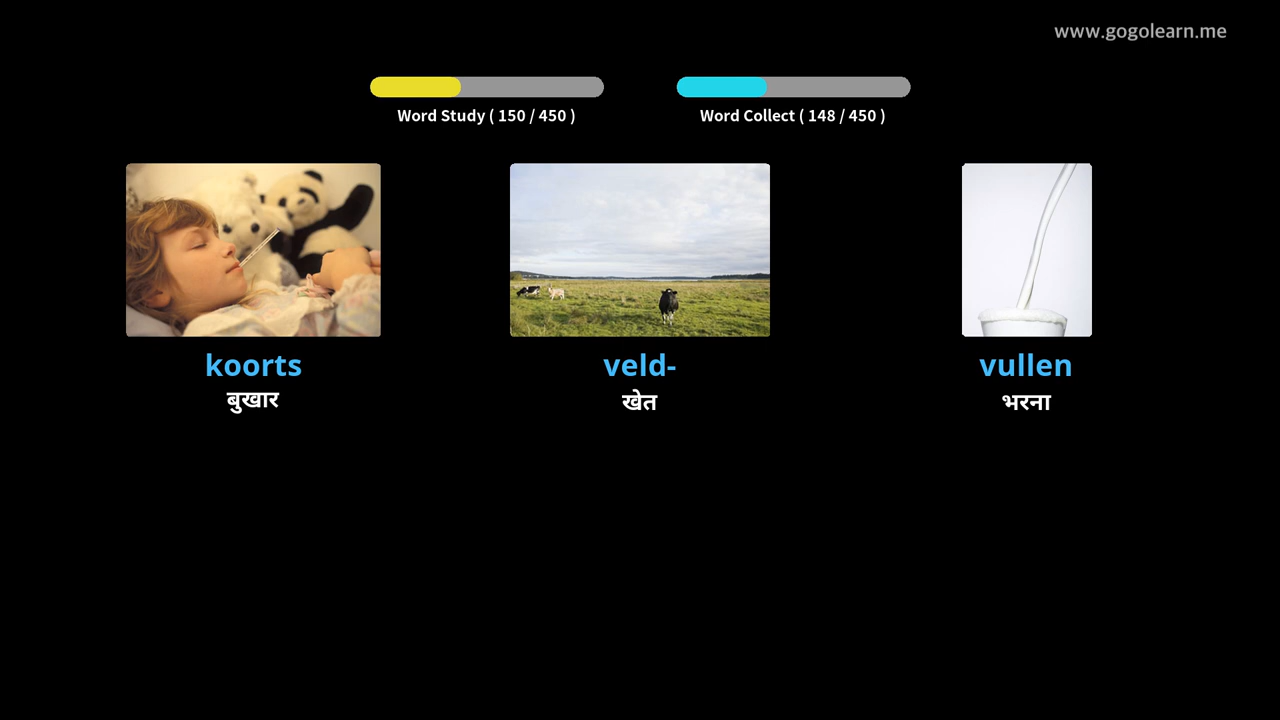 www.gogolearn.me
Word Study ( 150 / 450 )
Word Collect ( 148 / 450 )
koorts
बुखार
veld-
खेत
vullen
भरना